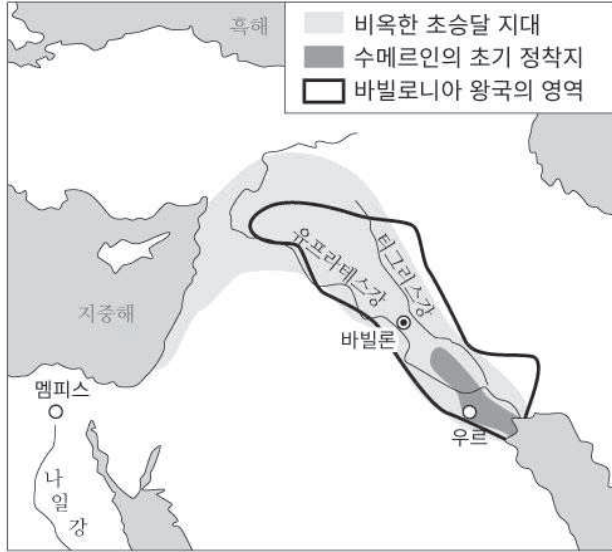 흑해
비옥한 초승달 지대
수메르인의 초기 정착지
바빌로니아 왕국의 영역
유프라테스강
티그리스강
지중해
바빌론
멤피스
우르
나일강